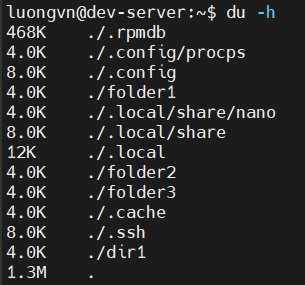 luongvn@dev-server:~$ du -h
468K    ./.rpmdb
4.0K    ./.config/procps
8.0K    ./.config
4.0K    ./folder1
4.0K    ./.local/share/nano
8.0K    ./.local/share
12K     ./.local
4.0K    ./folder2
4.0K    ./folder3
4.0K    ./.cache
8.0K    ./.ssh
4.0K    ./dir1
1.3M    .